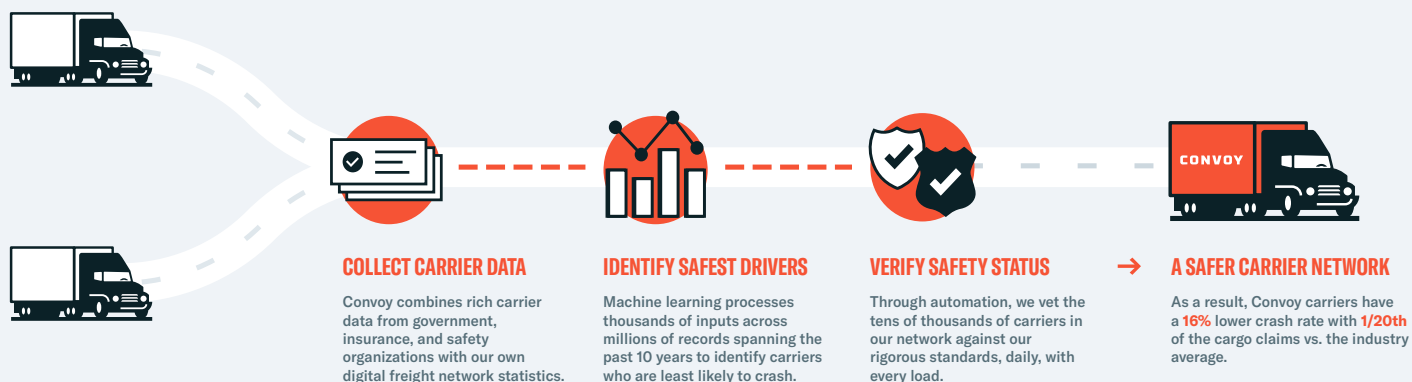 CONVOY
COLLECT CARRIER DATA
Convoy combines rich carrier
data from government,
insurance, and safety
organizations with our own
digital freight network statistics.
IDENTIFY SAFEST DRIVERS
Machine learning processes
thousands of inputs across
millions of records spanning the
past 10 years to identify carriers
who are least likely to crash.
VERIFY SAFETY STATUS
Through automation, we vet the
tens of thousands of carriers in
our network against our
rigorous standards, daily, with
every load.
→ A SAFER CARRIER NETWORK
As a result, Convoy carriers have
a 16% lower crash rate with 1/20th
of the cargo claims vs. the industry
average.